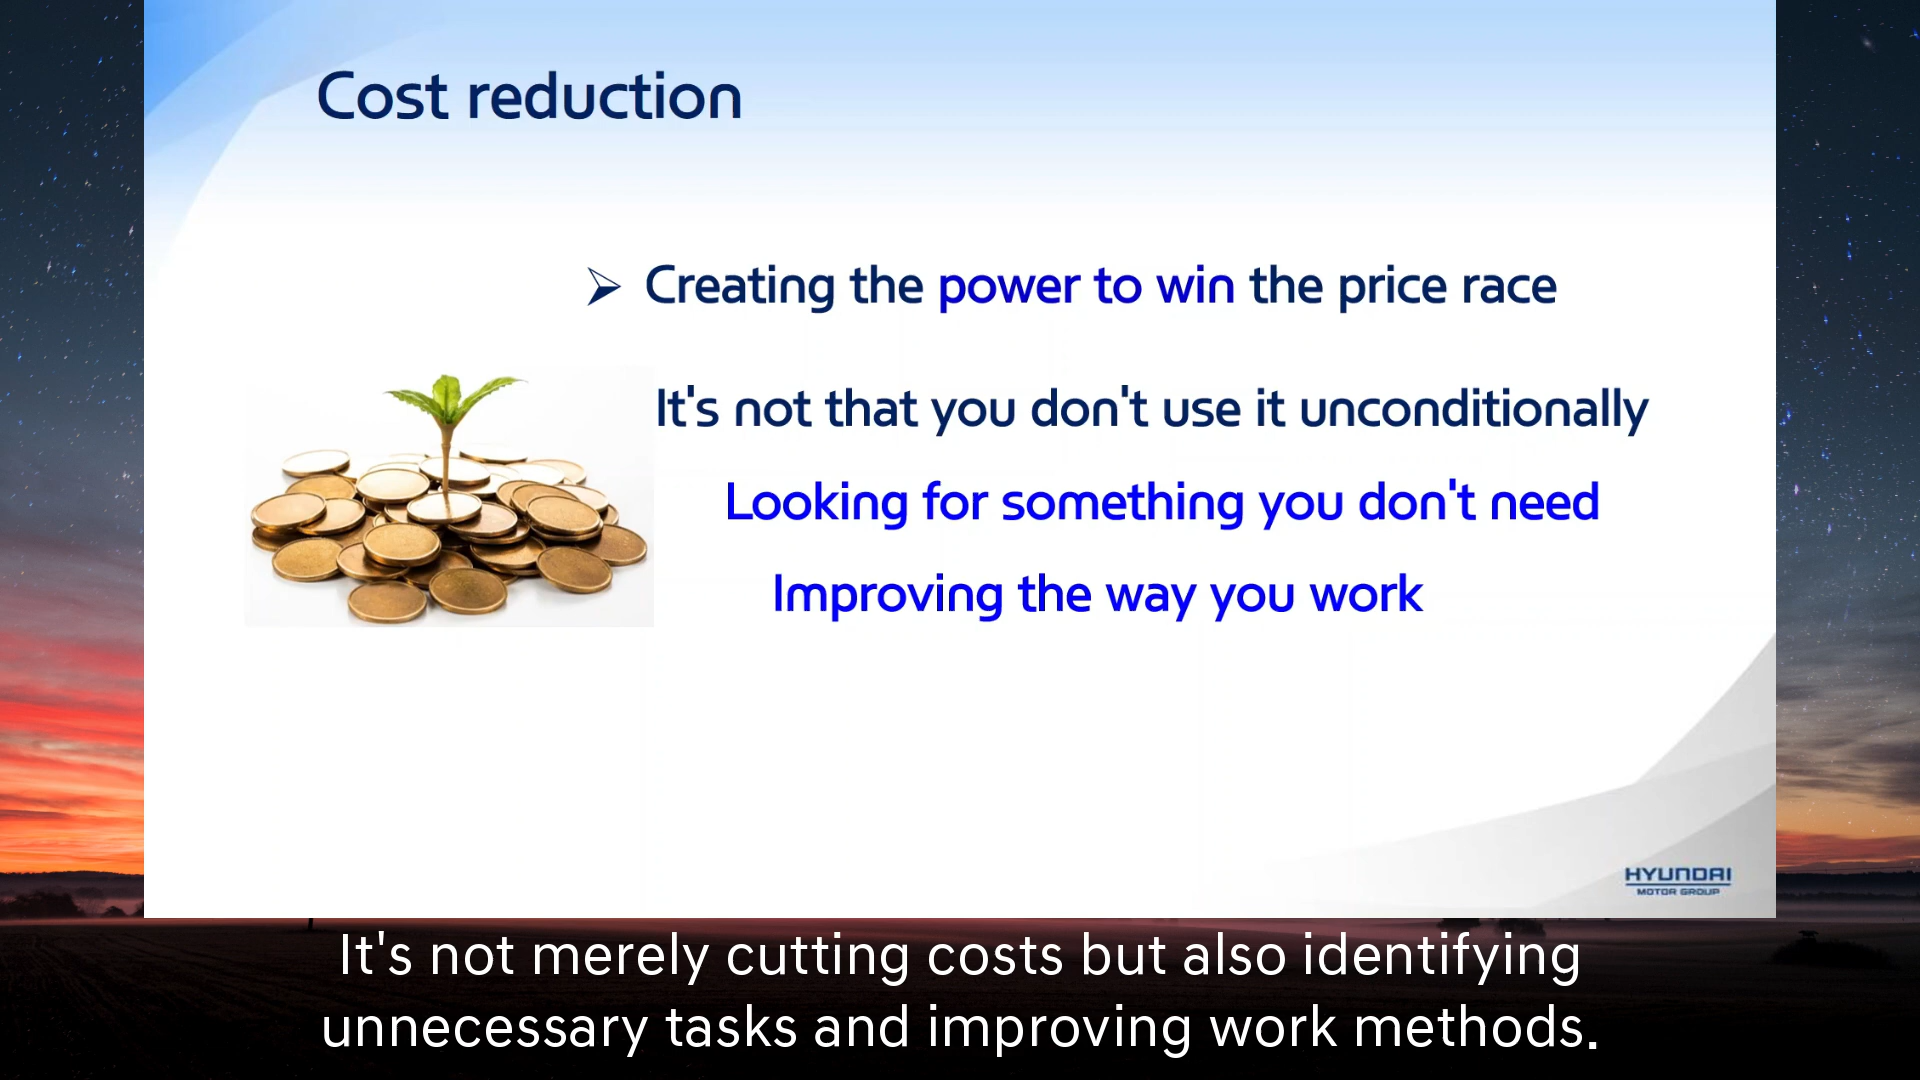 Cost reduction
➢ Creating the power to win the price race
It's not that you don't use it unconditionally
Looking for something you don't need
Improving the way you work
HYUNDAI
MOTOR GROUP
It's not merely cutting costs but also identifying
unnecessary tasks and improving work methods.